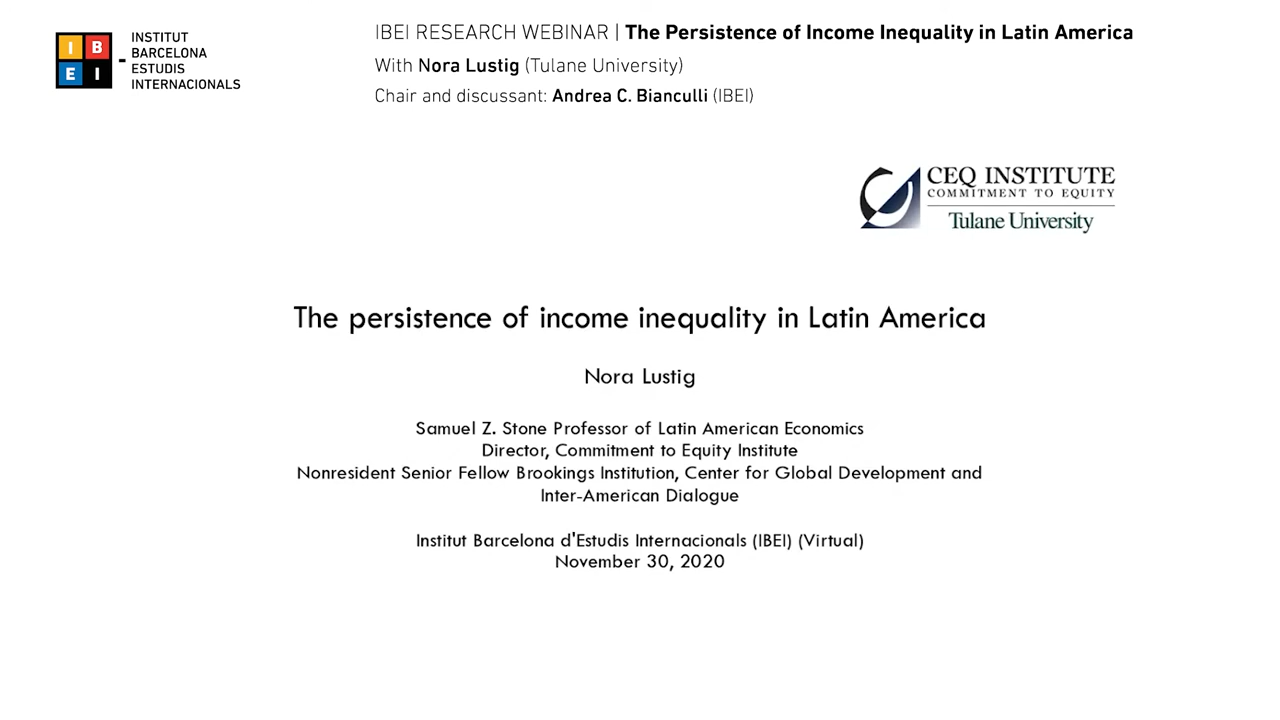 I B
E I
INSTITUT
BARCELONA
ESTUDIS
INTERNACIONALS
IBEI RESEARCH WEBINAR | The Persistence of Income Inequality in Latin America
With Nora Lustig (Tulane University)
Chair and discussant: Andrea C. Bianculli (IBEI)
CEQ INSTITUTE
COMMITMENT TO EQUITY
Tulane University
The persistence of income inequality in Latin America
Nora Lustig
Samuel Z. Stone Professor of Latin American Economics
Director, Commitment to Equity Institute
Nonresident Senior Fellow Brookings Institution, Center for Global Development and
Inter-American Dialogue
Institut Barcelona d'Estudis Internacionals (IBEI) (Virtual)
November 30, 2020